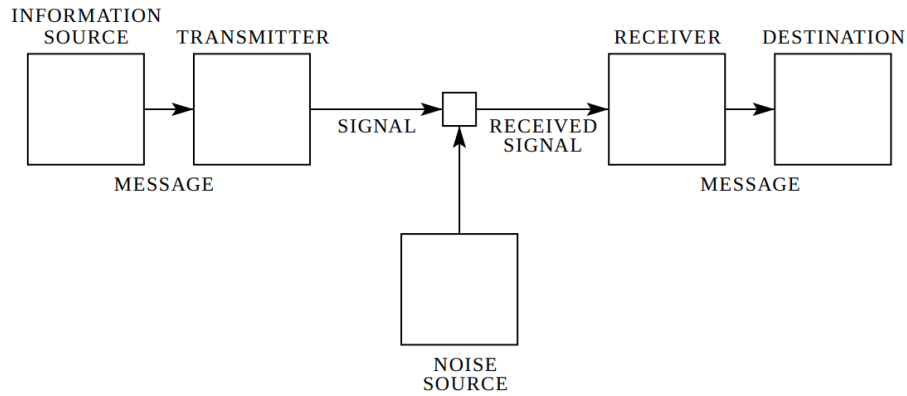 INFORMATION
SOURCE
TRANSMITTER
RECEIVER
DESTINATION
SIGNAL
RECEIVED
SIGNAL
MESSAGE
MESSAGE
NOISE
SOURCE